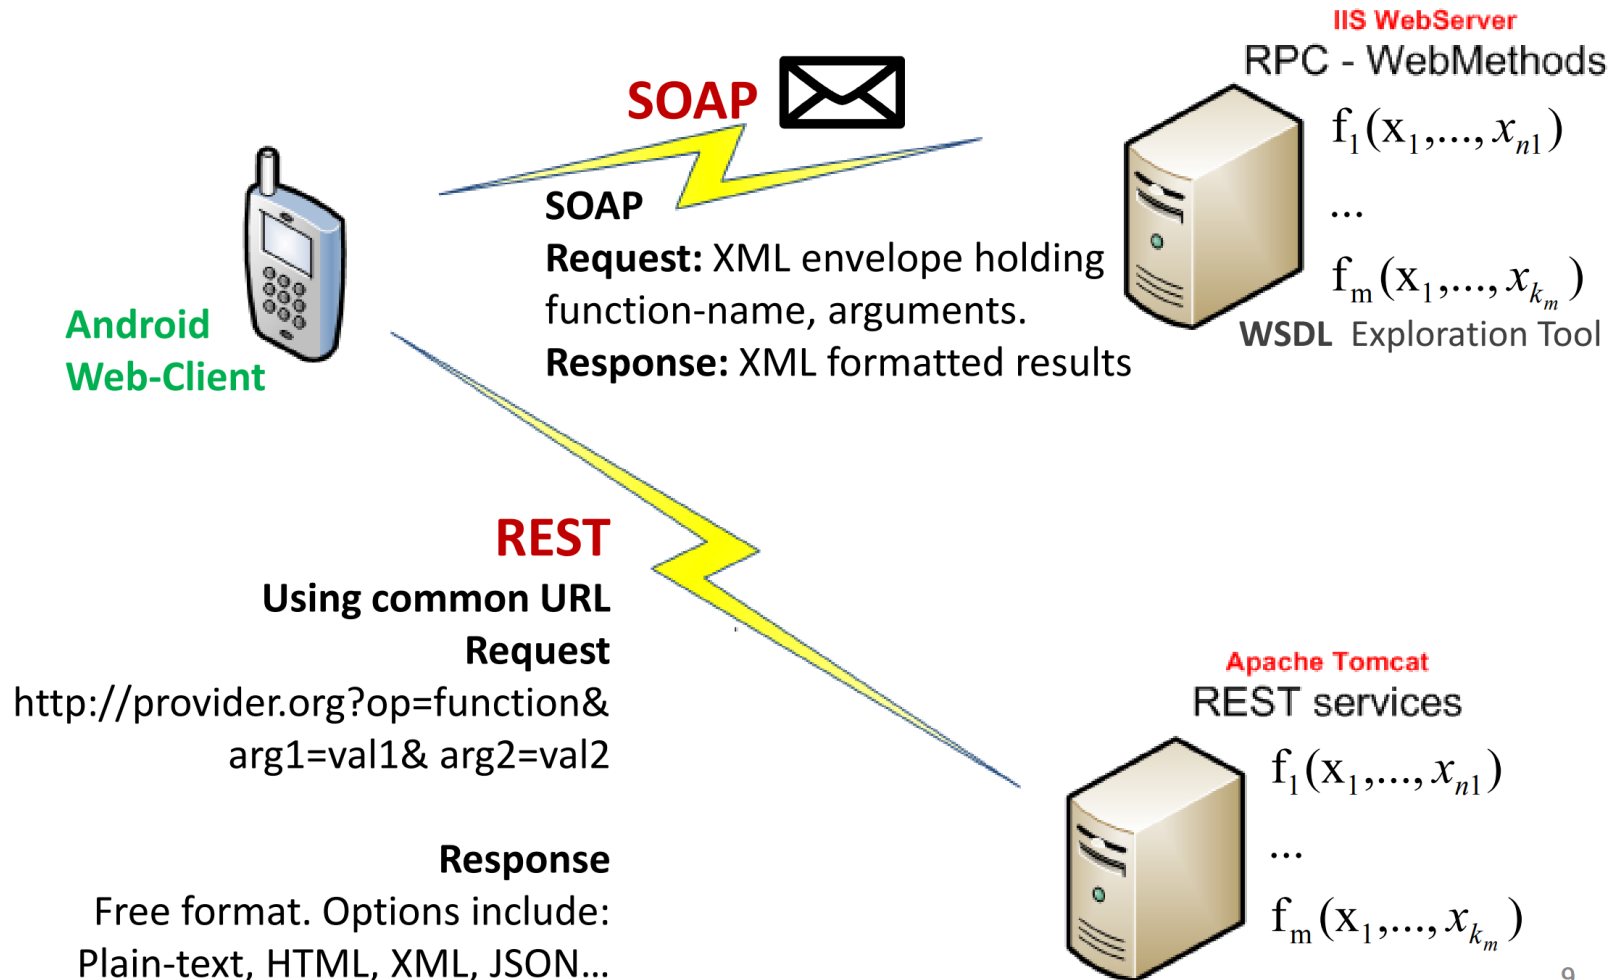 IIS WebServer
RPC - WebMethods
SOAP
f1(x1,..., xn1)
...
fm(x1,..., xkm)
WSDL Exploration Tool
SOAP
Request: XML envelope holding
function-name, arguments.
Response: XML formatted results
Android
Web-Client
REST
Using common URL
Request
http://provider.org?op=function&
arg1=val1& arg2=val2
Response
Free format. Options include:
Plain-text, HTML, XML, JSON...
Apache Tomcat
REST services
f1(x1,..., xn1)
...
fm(x1,..., xkm)
9